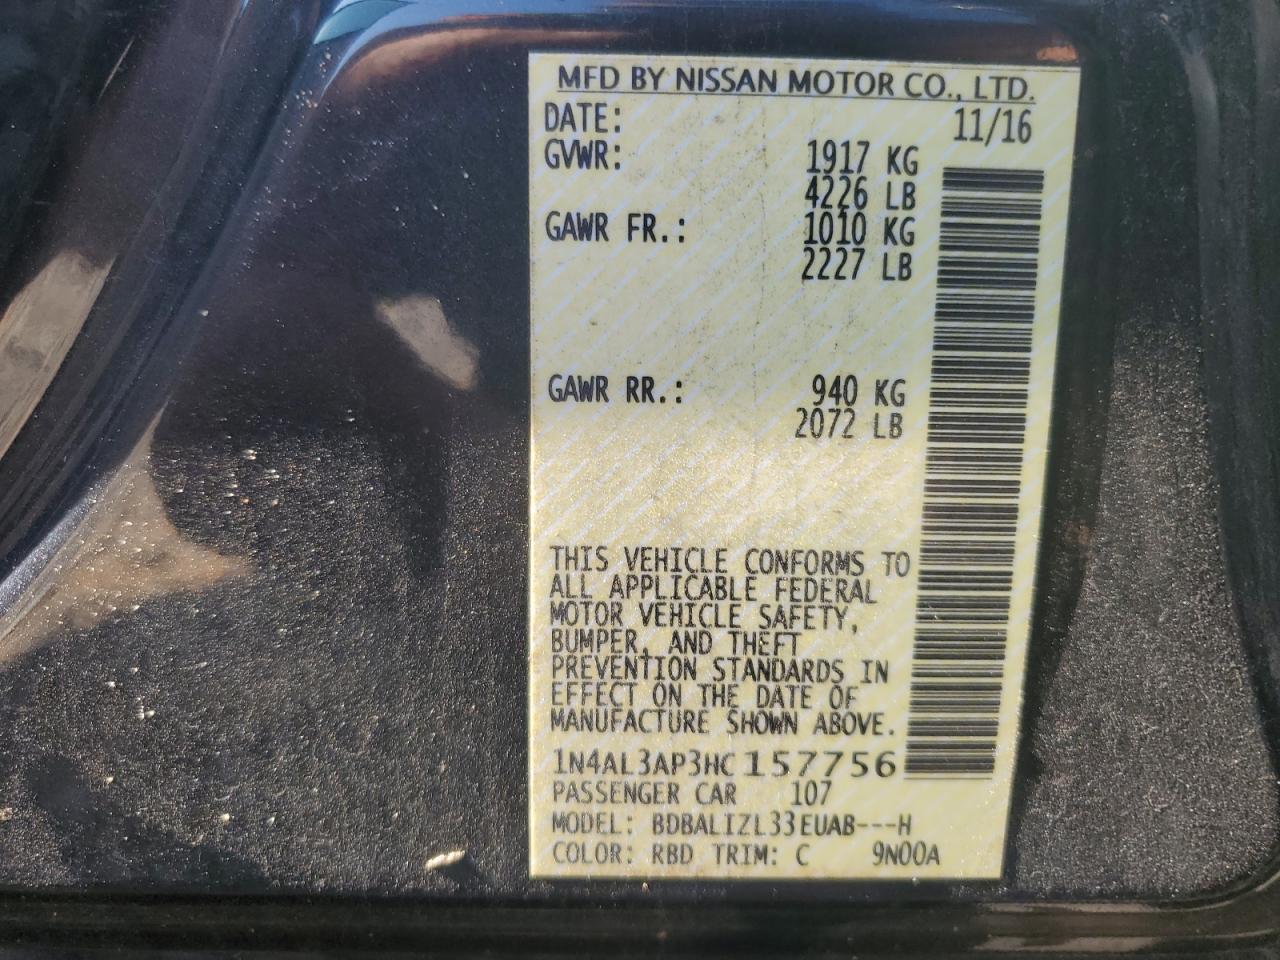 MFD BY NISSAN MOTOR CO., LTD.
DATE: 11/16
GVWR: 1917 KG
4226 LB
GAWR FR.: 1010 KG
2227 LB
GAWR RR.: 940 KG
2072 LB
THIS VEHICLE CONFORMS TO
ALL APPLICABLE FEDERAL
MOTOR VEHICLE SAFETY,
BUMPER, AND THEFT
PREVENTION STANDARDS IN
EFFECT ON THE DATE OF
MANUFACTURE SHOWN ABOVE.
1N4AL3AP3HC157756
PASSENGER CAR 107
MODEL: BDBALIZL33EUAB---H
COLOR: RBD TRIM: C 9N00A